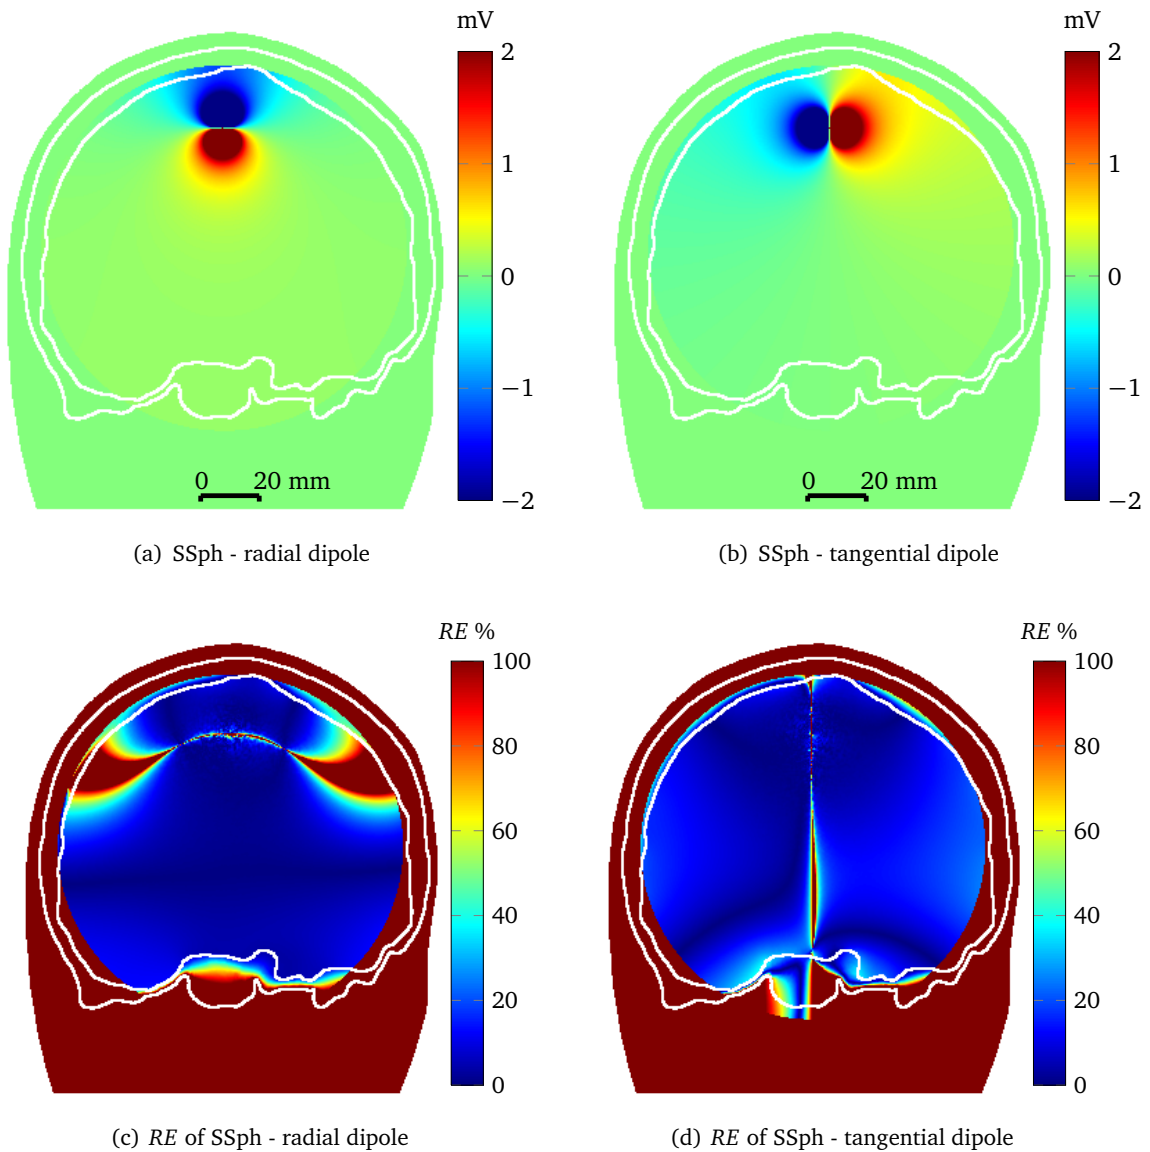 mV
2
1
0
−1
−2
0 20 mm
(a) SSph - radial dipole
mV
2
1
0
−1
−2
0 20 mm
(b) SSph - tangential dipole
RE %
100
80
60
40
20
0
(c) RE of SSph - radial dipole
RE %
100
80
60
40
20
0
(d) RE of SSph - tangential dipole